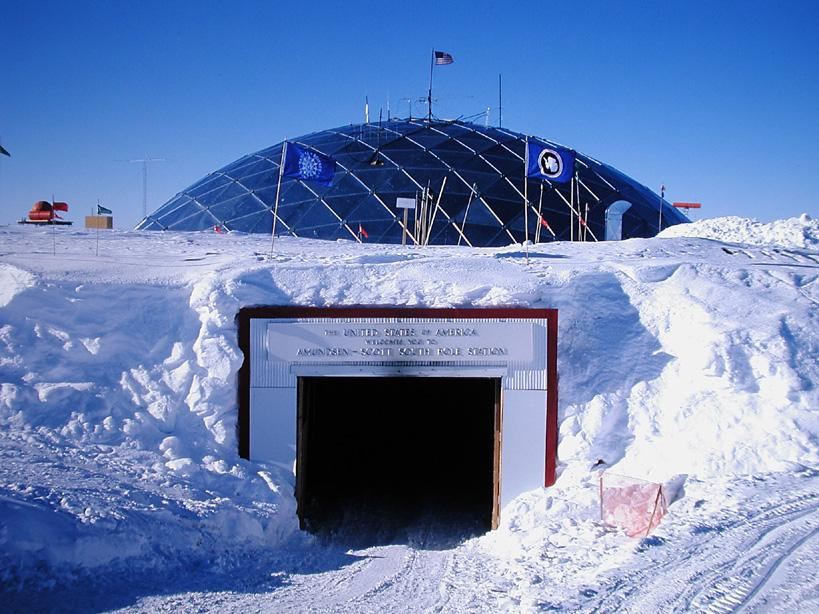 THE UNITED STATES OF AMERICA
WELCOMES YOU TO
AMUNDSEN-SCOTT SOUTH POLE STATION